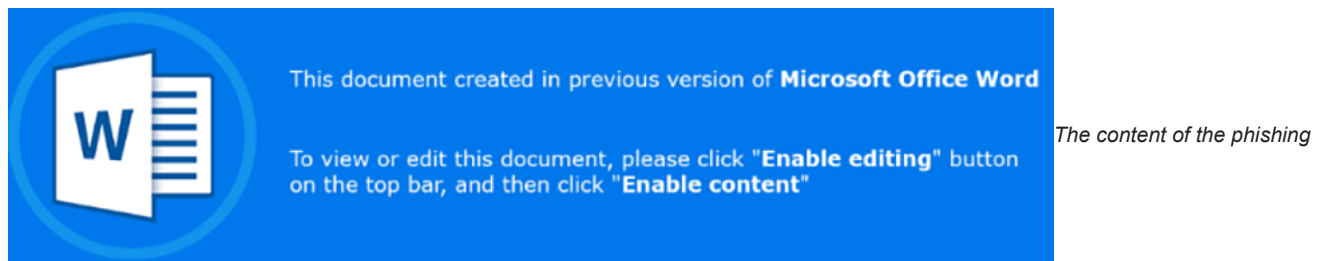 W
This document created in previous version of Microsoft Office Word
To view or edit this document, please click "Enable editing" button
on the top bar, and then click "Enable content"
The content of the phishing